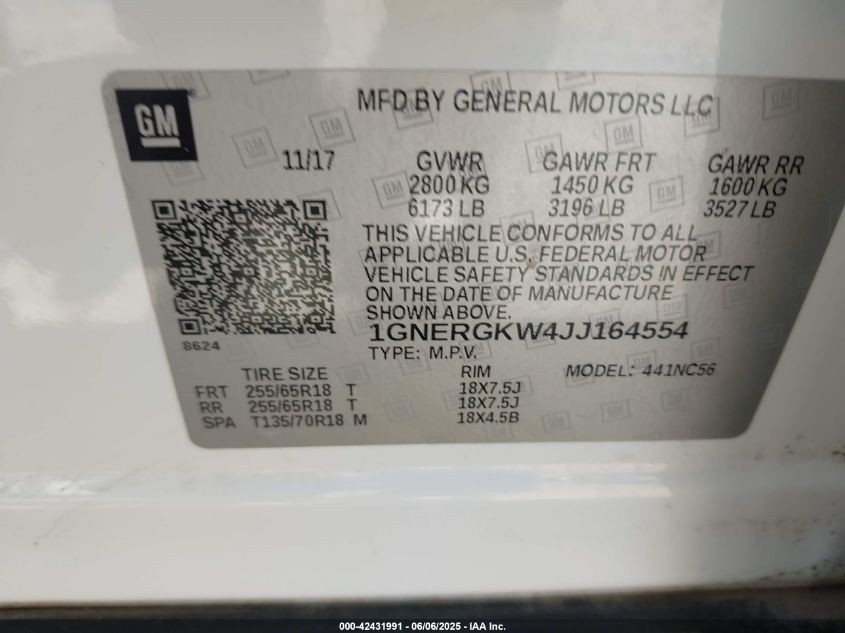 GM
MFD BY GENERAL MOTORS LLC
11/17 GVWR GAWR FRT GAWR RR
2800 KG 1450 KG 1600 KG
6173 LB 3196 LB 3527 LB
THIS VEHICLE CONFORMS TO ALL
APPLICABLE U.S. FEDERAL MOTOR
VEHICLE SAFETY STANDARDS IN EFFECT
ON THE DATE OF MANUFACTURE
SHOWN ABOVE.
1GNERGKW4JJ164554
8624
TYPE: M.P.V. MODEL: 441NC56
TIRE SIZE RIM
FRT 255/65R18 T 18X7.5J
RR 255/65R18 T 18X7.5J
SPA T135/70R18 M 18X4.5B
000-42431991 - 06/06/2025 - IAA Inc.